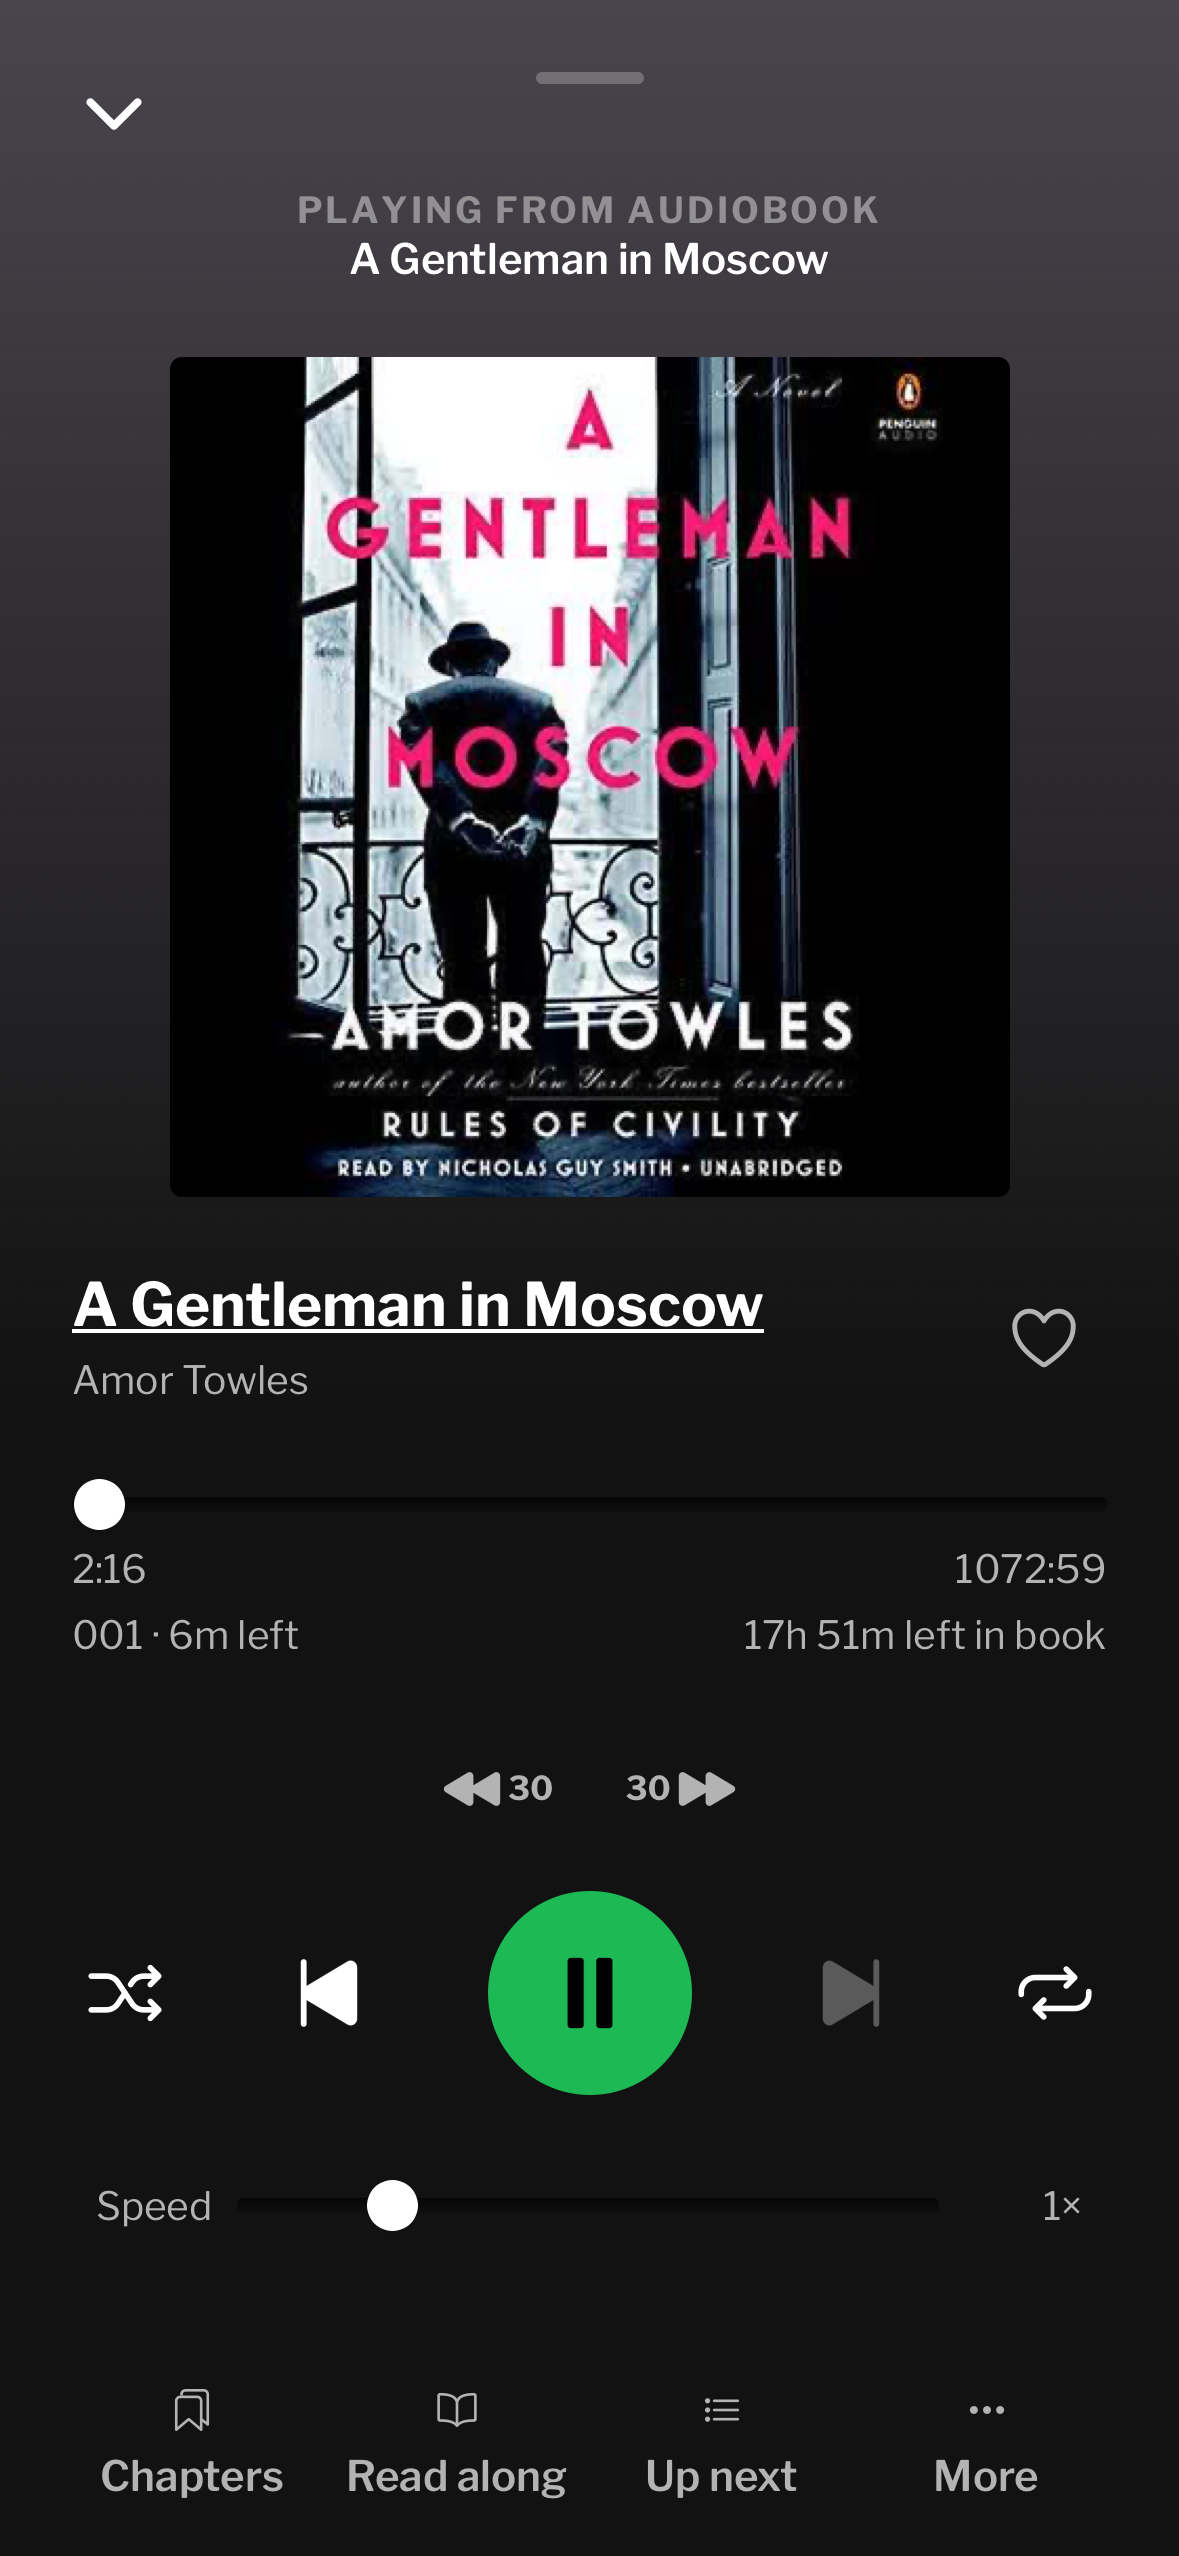 PLAYING FROM AUDIOBOOK
A Gentleman in Moscow
A Novel
PENGUIN
AUDIO
A
GENTLEMAN
IN
MOSCOW
AMOR TOWLES
author of the New York Times bestseller
RULES OF CIVILITY
READ BY NICHOLAS GUY SMITH • UNABRIDGED
A Gentleman in Moscow
Amor Towles
2:16 1072:59
001 · 6m left 17h 51m left in book
30 30
Speed 1×
Chapters Read along Up next More